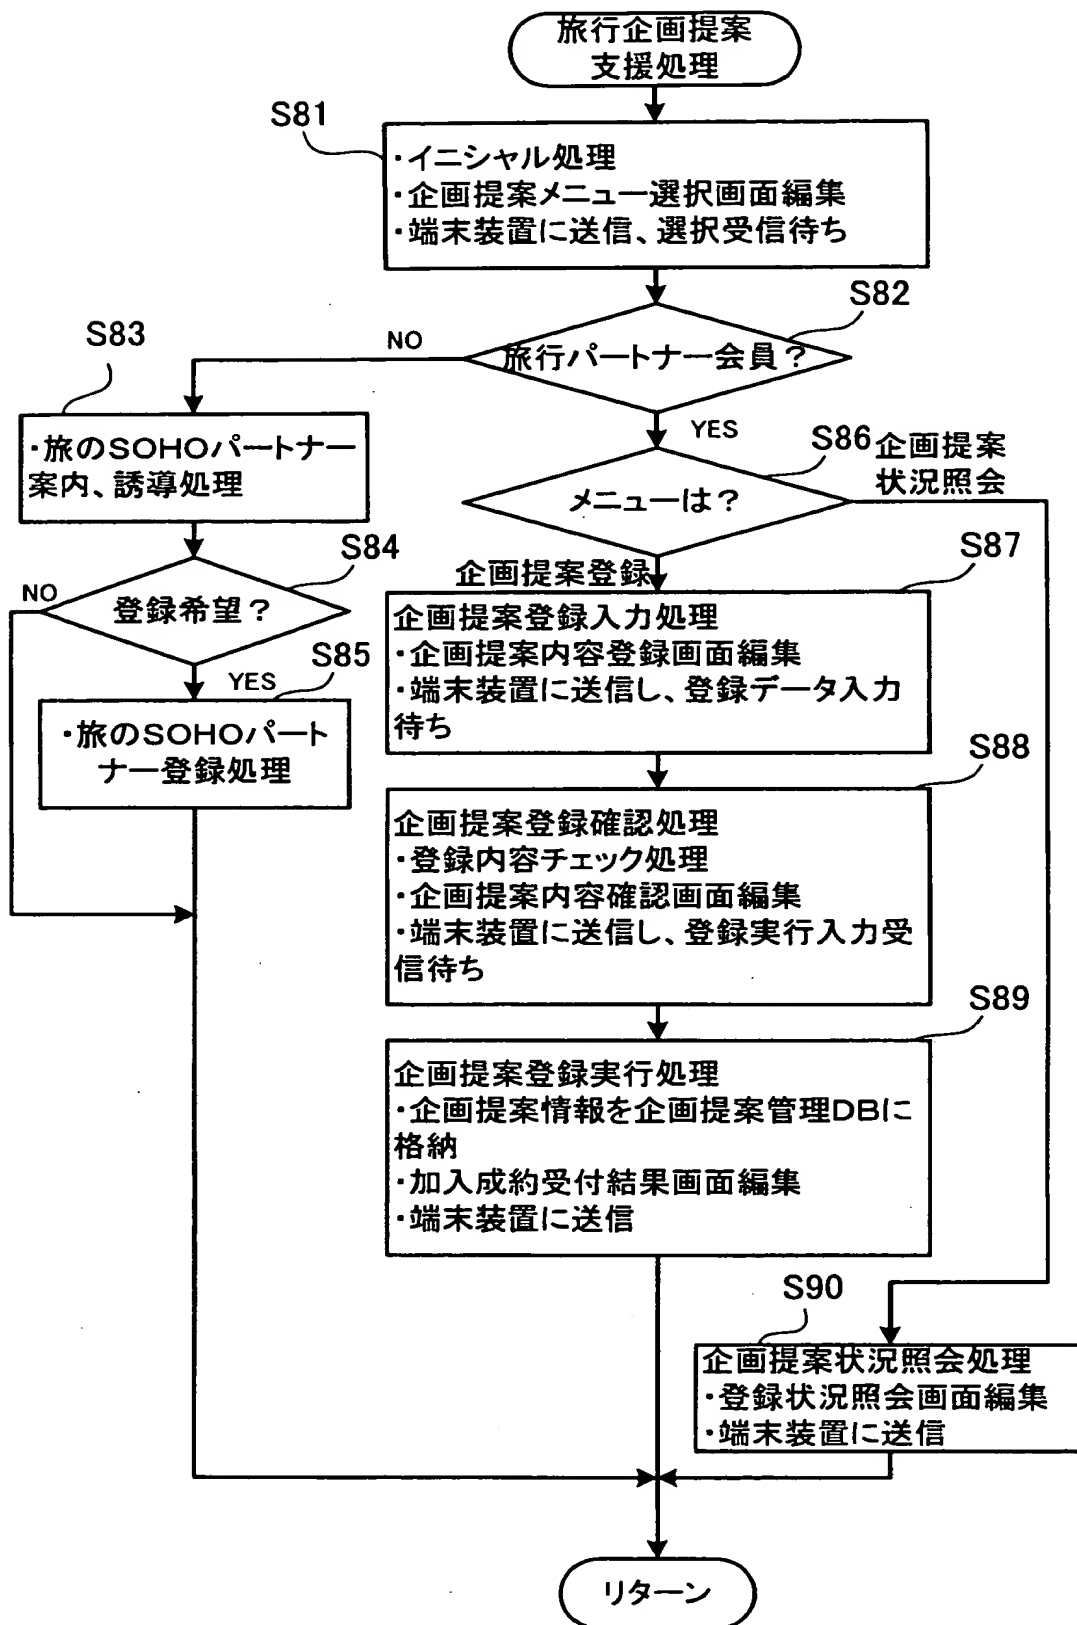 旅行企画提案
支援処理
S81
・イニシャル処理
・企画提案メニュー選択画面編集
・端末装置に送信、選択受信待ち
S82
旅行パートナー会員？
NO
YES
S83
・旅のSOHOパートナー
案内、誘導処理
S84
登録希望？
NO
YES
S85
・旅のSOHOパート
ナー登録処理
S86
メニューは？
企画提案
状況照会
企画提案登録
S87
企画提案登録入力処理
・企画提案内容登録画面編集
・端末装置に送信し、登録データ入力
待ち
S88
企画提案登録確認処理
・登録内容チェック処理
・企画提案内容確認画面編集
・端末装置に送信し、登録実行入力受
信待ち
S89
企画提案登録実行処理
・企画提案情報を企画提案管理DBに
格納
・加入成約受付結果画面編集
・端末装置に送信
S90
企画提案状況照会処理
・登録状況照会画面編集
・端末装置に送信
リターン